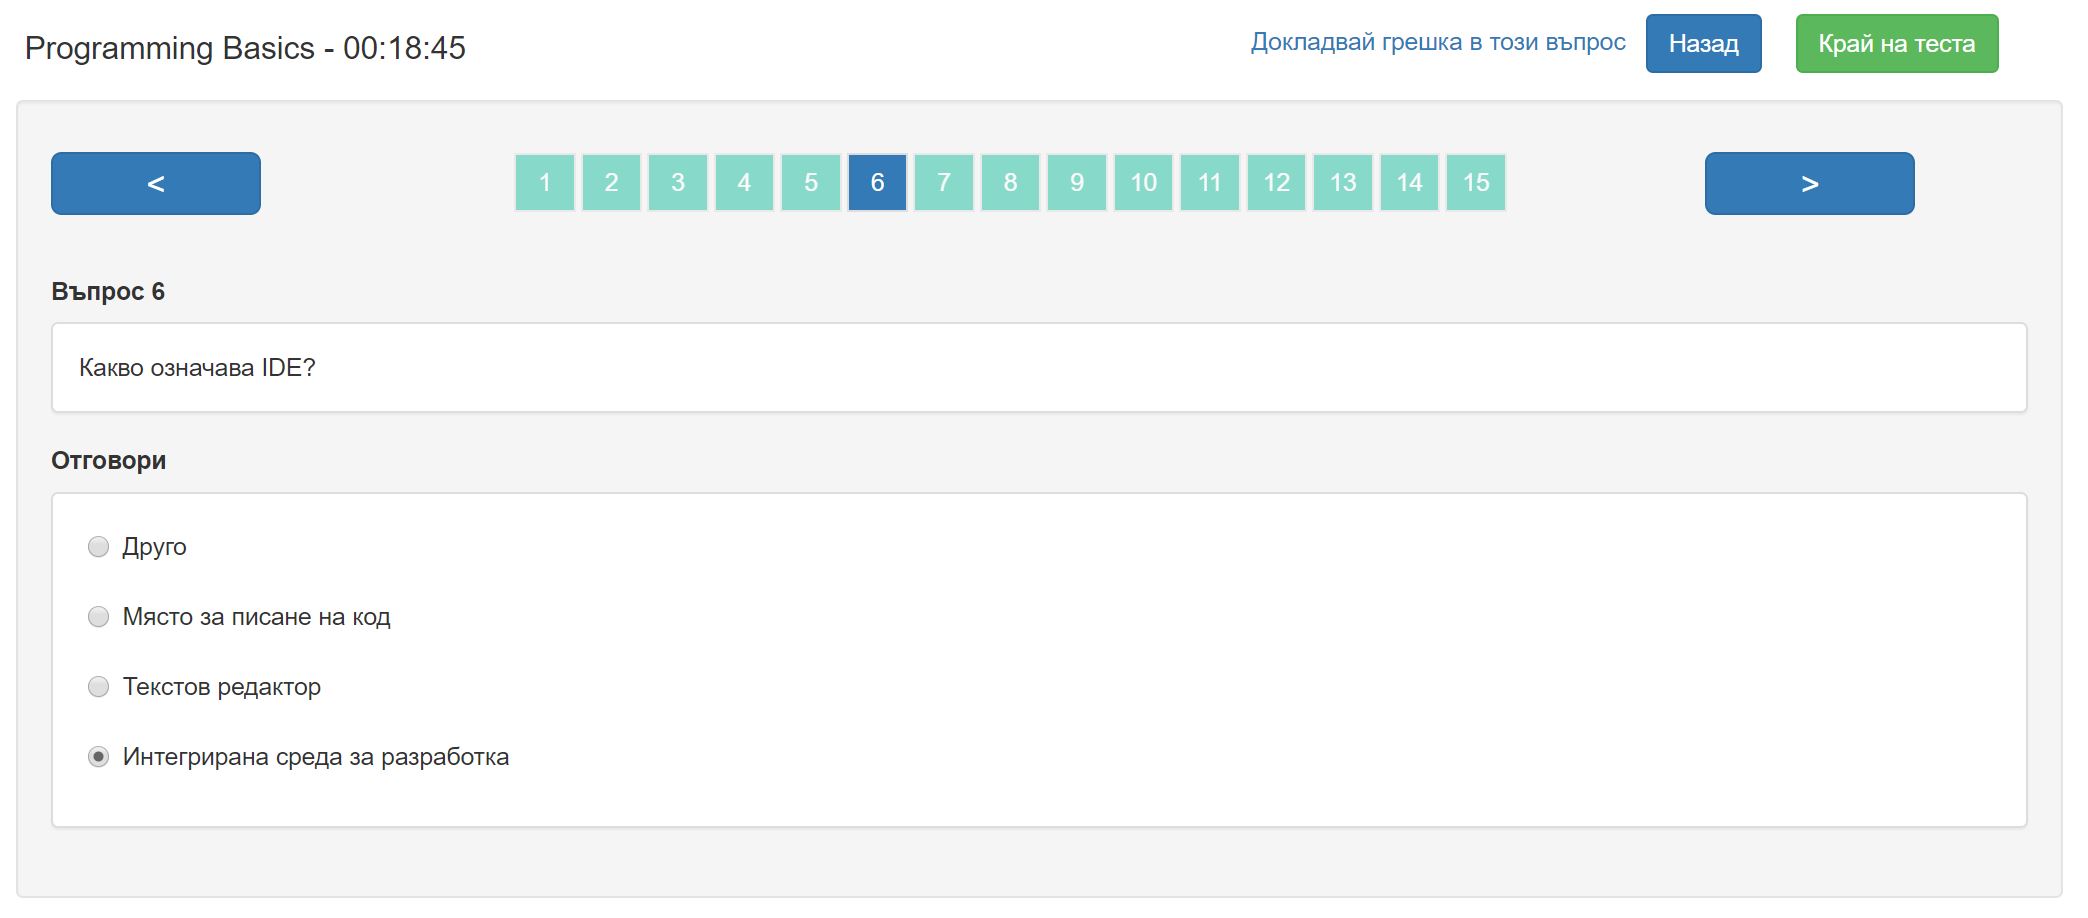 Programming Basics - 00:18:45
Докладвай грешка в този въпрос
Назад
Край на теста
<
1 2 3 4 5 6 7 8 9 10 11 12 13 14 15
>
Въпрос 6
Какво означава IDE?
Отговори
Друго
Място за писане на код
Текстов редактор
Интегрирана среда за разработка